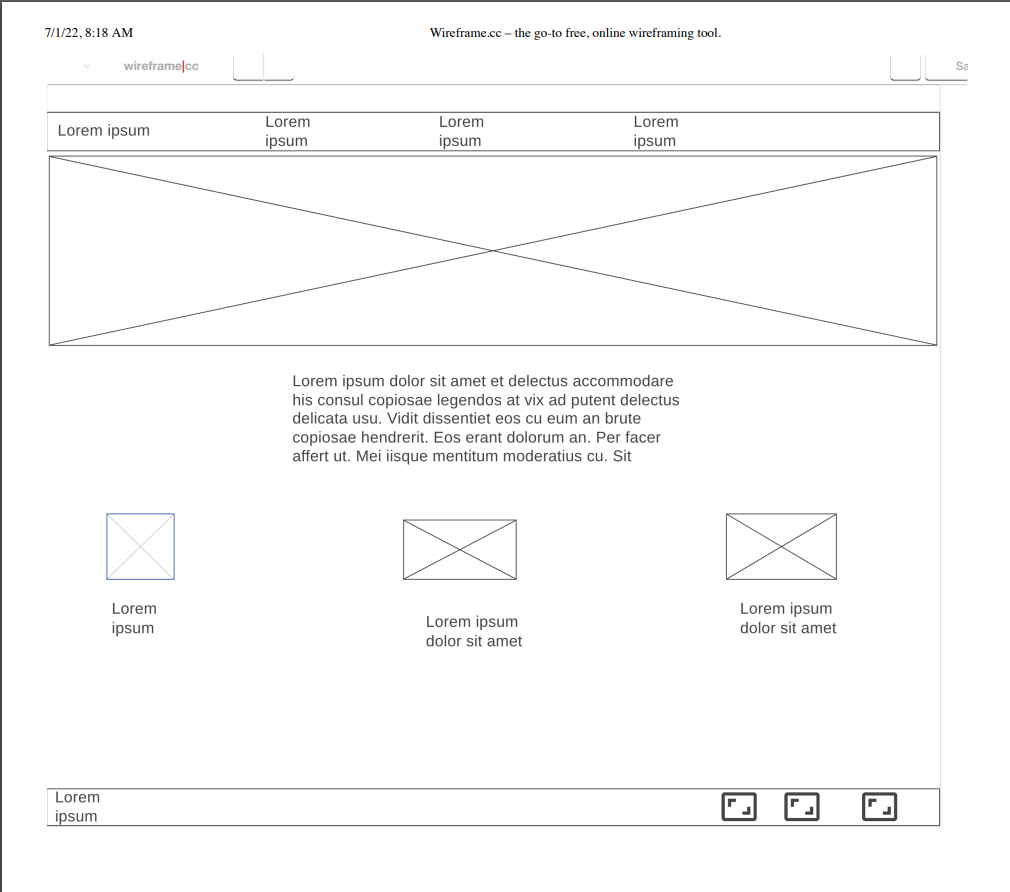 7/1/22, 8:18 AM
Wireframe.cc – the go-to free, online wireframing tool.
wireframe|cc
Sa
Lorem ipsum
Lorem
ipsum
Lorem
ipsum
Lorem
ipsum
Lorem ipsum dolor sit amet et delectus accommodare
his consul copiosae legendos at vix ad putent delectus
delicata usu. Vidit dissentiet eos cu eum an brute
copiosae hendrerit. Eos erant dolorum an. Per facer
affert ut. Mei iisque mentitum moderatius cu. Sit
Lorem
ipsum
Lorem ipsum
dolor sit amet
Lorem ipsum
dolor sit amet
Lorem
ipsum